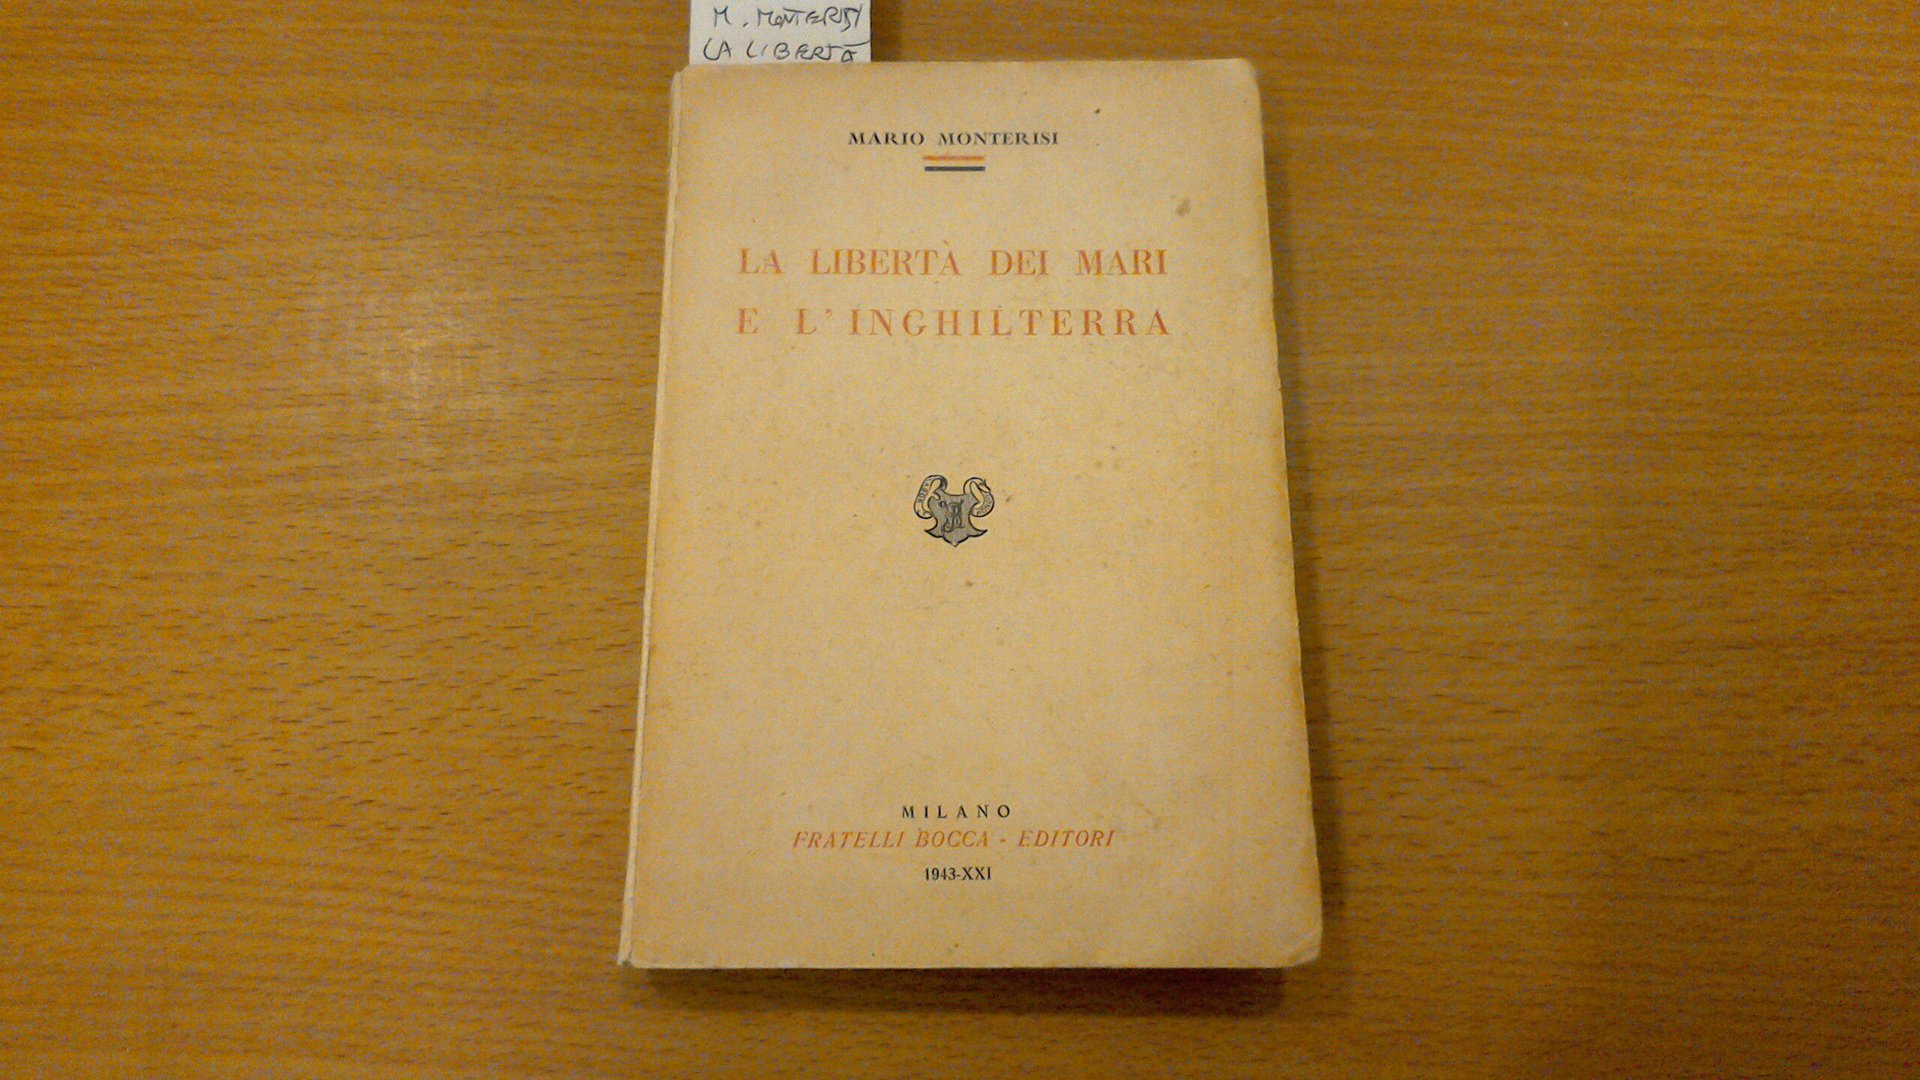 M. MONTERISI
LA LIBERTÀ
MARIO MONTERISI
LA LIBERTÀ DEI MARI
E L'INGHILTERRA
MILANO
FRATELLI BOCCA - EDITORI
1943-XXI